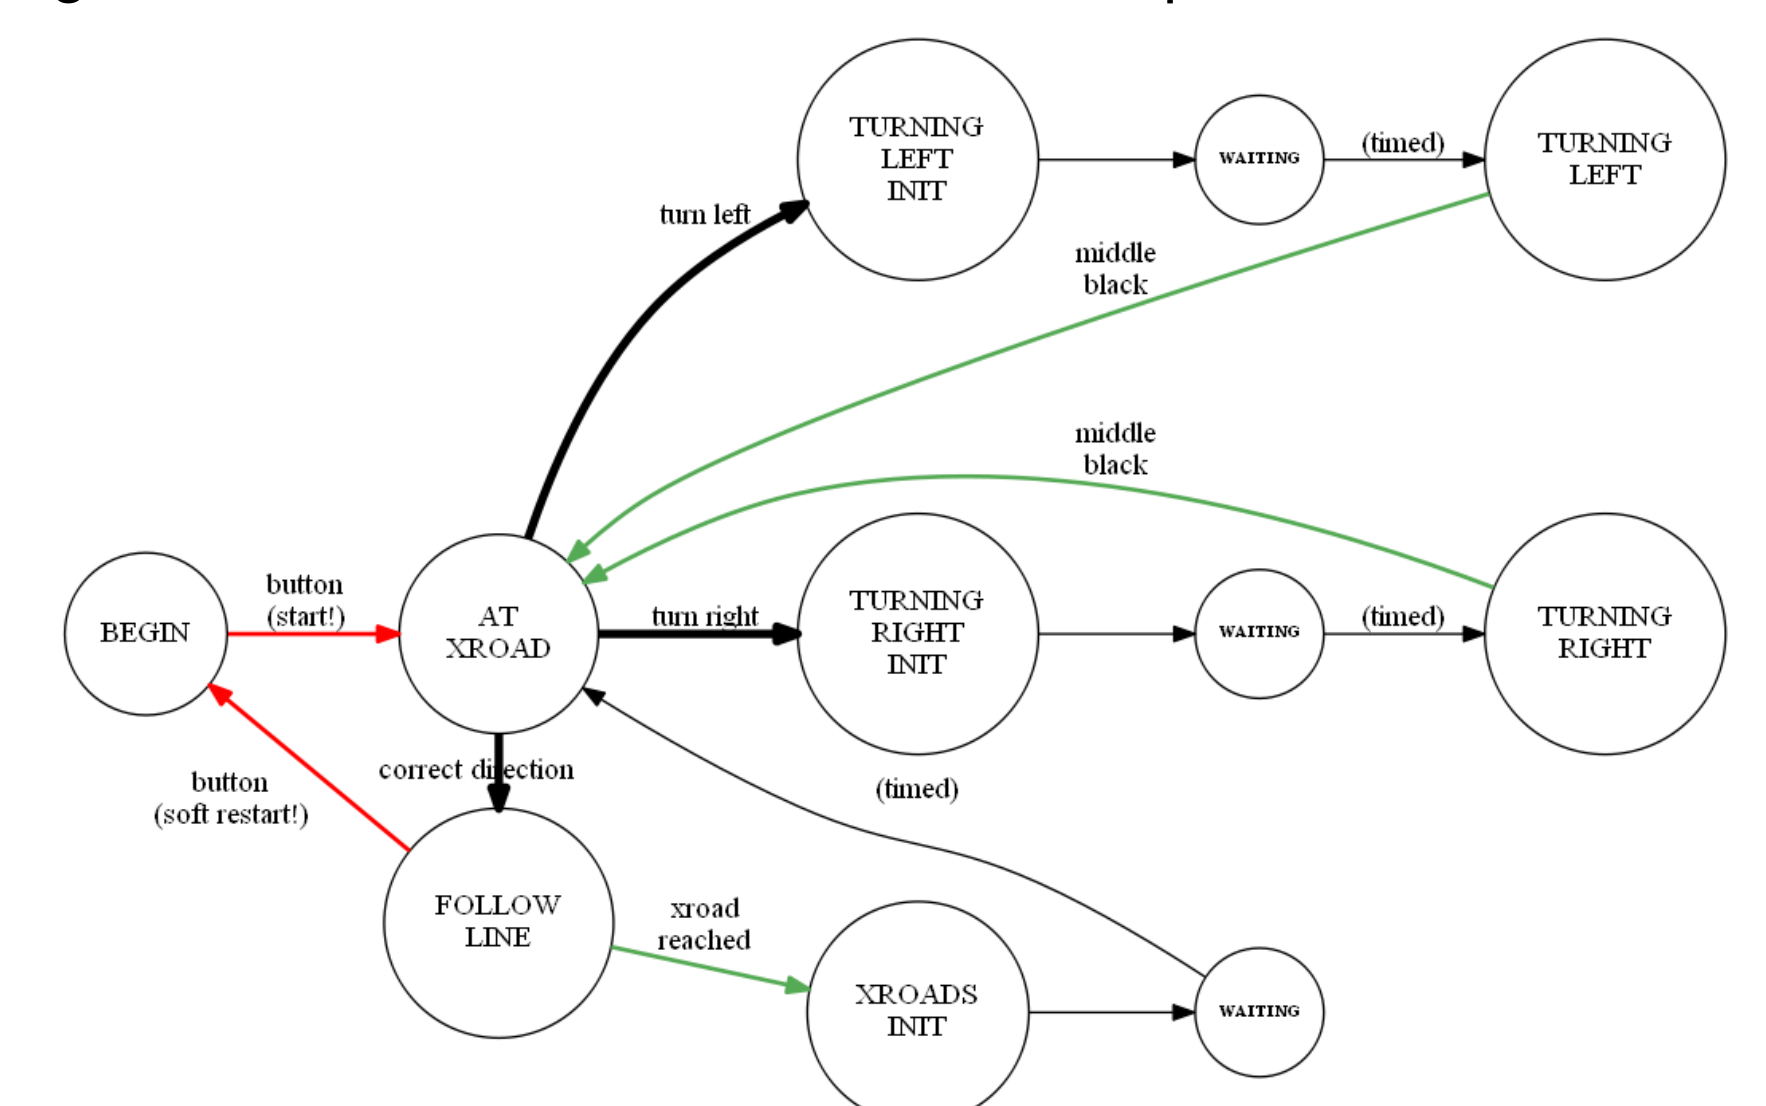 TURNING
LEFT
INIT
WAITING
(timed)
TURNING
LEFT
turn left
middle
black
middle
black
BEGIN
button
(start!)
AT
XROAD
turn right
TURNING
RIGHT
INIT
WAITING
(timed)
TURNING
RIGHT
correct direction
button
(soft restart!)
(timed)
FOLLOW
LINE
xroad
reached
XROADS
INIT
WAITING